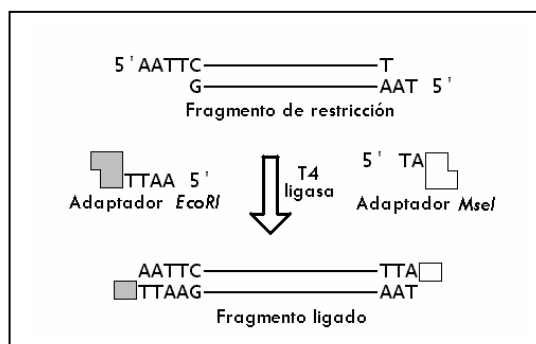 5' AATTC T
G AAT 5'
Fragmento de restricción
TTAA 5'
Adaptador EcoRI
T4
ligasa
5' TA
Adaptador MseI
AATTC TTA
TTAAG AAT
Fragmento ligado